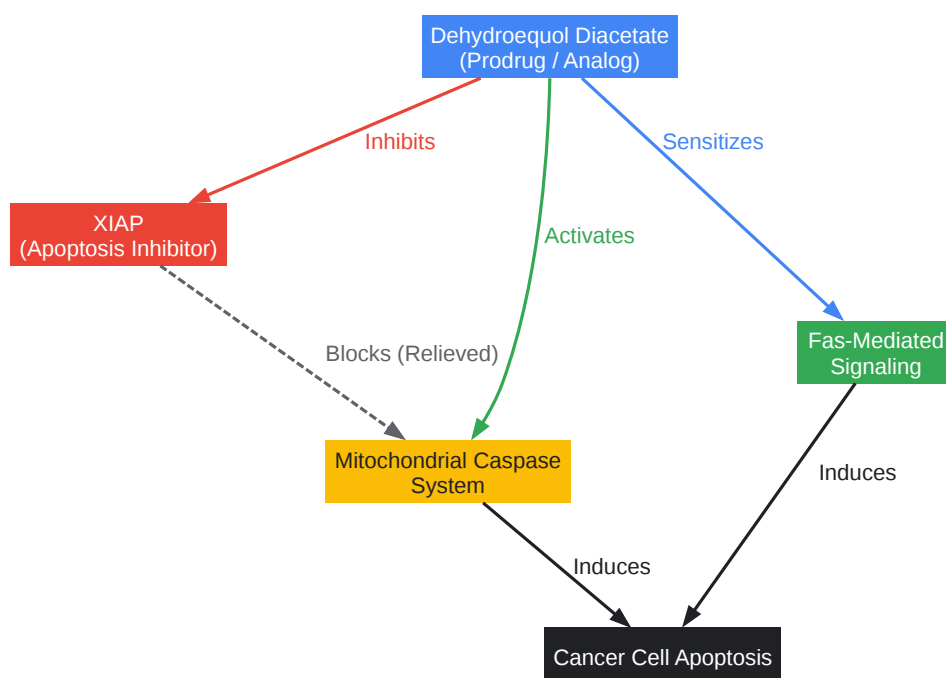 Dehydroequol Diacetate
(Prodrug / Analog)
Inhibits
Sensitizes
XIAP
(Apoptosis Inhibitor)
Activates
Blocks (Relieved)
Fas-Mediated
Signaling
Mitochondrial Caspase
System
Induces
Induces
Cancer Cell Apoptosis